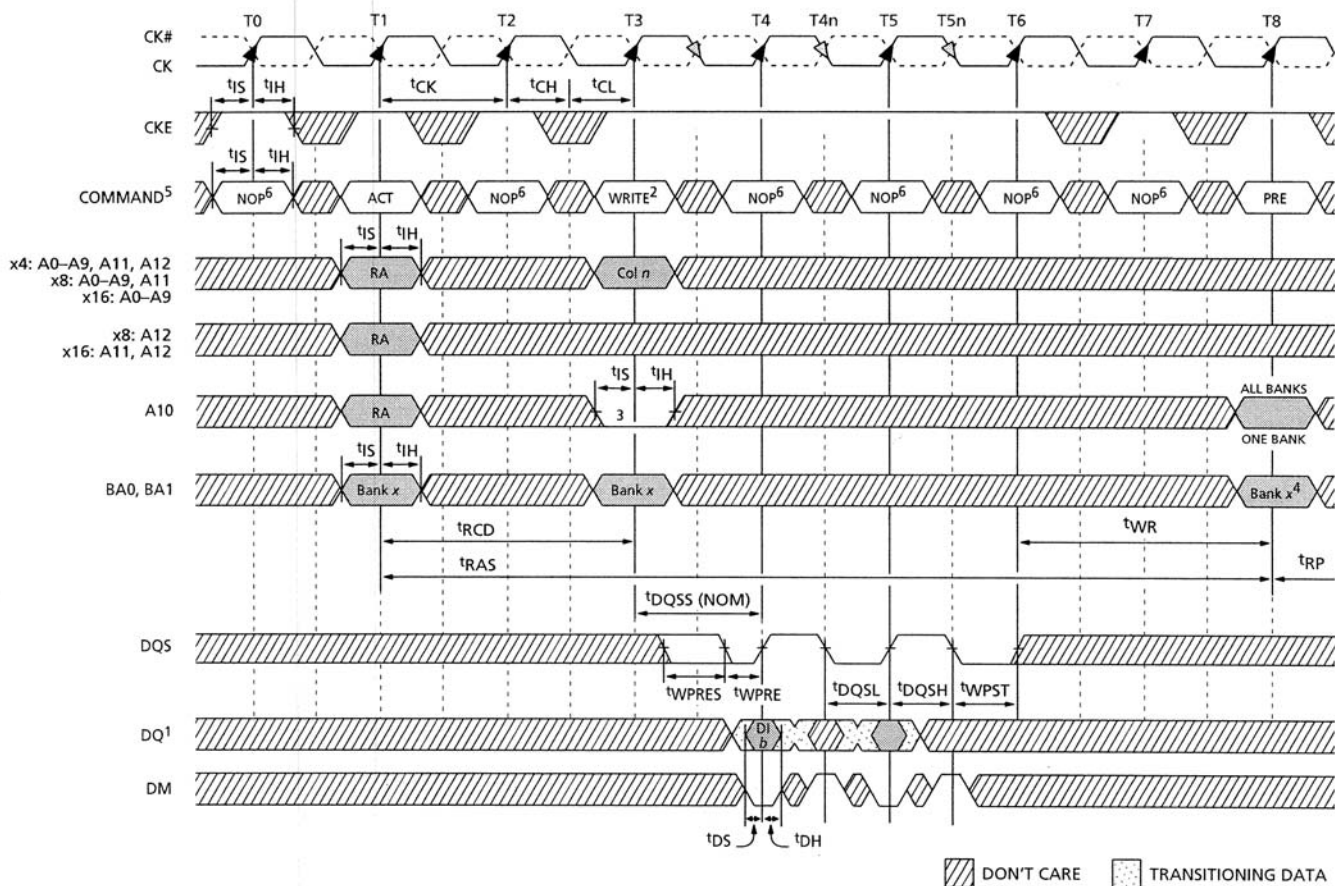 T0 T1 T2 T3 T4 T4n T5 T5n T6 T7 T8
CK#
CK
tIS tIH tCK tCH tCL
CKE
tIS tIH
COMMAND5 NOP6 ACT NOP6 WRITE2 NOP6 NOP6 NOP6 NOP6 PRE
tIS tIH
x4: A0–A9, A11, A12
x8: A0–A9, A11
x16: A0–A9
RA Col n
x8: A12
x16: A11, A12
RA
tIS tIH
ALL BANKS
A10 RA 3
ONE BANK
tIS tIH
BA0, BA1 Bank x Bank x Bank x4
tRCD tWR
tRAS tRP
tDQSS (NOM)
DQS
tWPRES tWPRE tDQSL tDQSH tWPST
DQ1 DI
b
DM
tDS tDH
DON'T CARE TRANSITIONING DATA